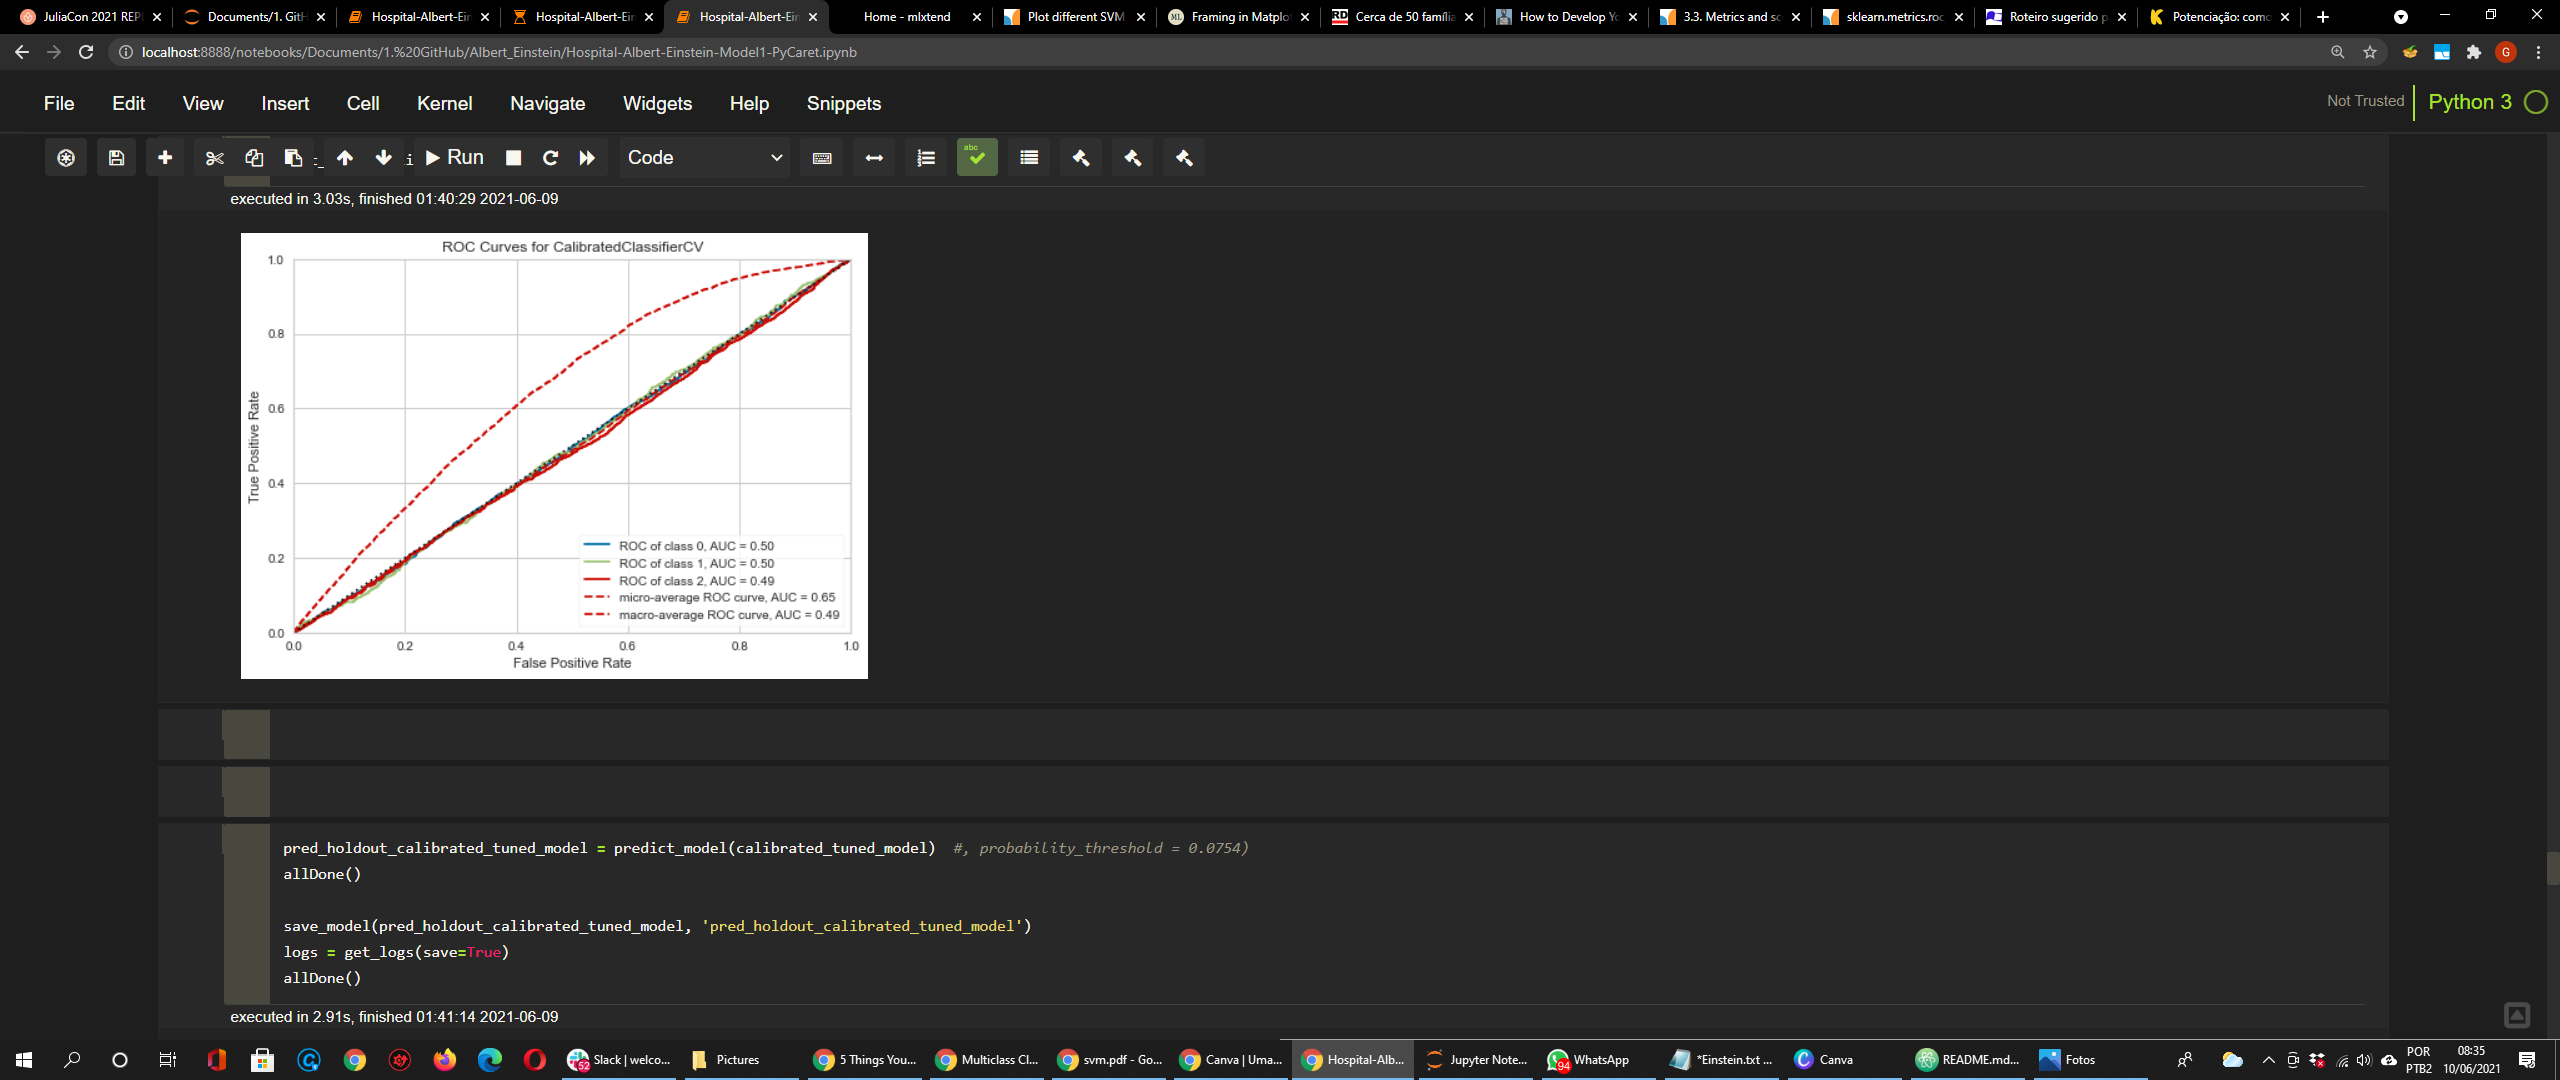 JuliaCon 2021 REP
Documents/1. GitH
Hospital-Albert-Ein
Hospital-Albert-Ein
Hospital-Albert-Ein
Home - mlxtend
Plot different SVM
Framing in Matplot
Cerca de 50 famílias
How to Develop Yo
3.3. Metrics and sc
sklearn.metrics.roc
Roteiro sugerido p
Potenciação: como
localhost:8888/notebooks/Documents/1.%20GitHub/Albert_Einstein/Hospital-Albert-Einstein-Model1-PyCaret.ipynb
File Edit View Insert Cell Kernel Navigate Widgets Help Snippets
Not Trusted Python 3
Run Code
executed in 3.03s, finished 01:40:29 2021-06-09
ROC Curves for CalibratedClassifierCV
1.0
0.8
0.6
0.4
0.2
0.0
True Positive Rate
ROC of class 0, AUC = 0.50
ROC of class 1, AUC = 0.50
ROC of class 2, AUC = 0.49
micro-average ROC curve, AUC = 0.65
macro-average ROC curve, AUC = 0.49
0.0 0.2 0.4 0.6 0.8 1.0
False Positive Rate
pred_holdout_calibrated_tuned_model = predict_model(calibrated_tuned_model) #, probability_threshold = 0.0754)
allDone()
save_model(pred_holdout_calibrated_tuned_model, 'pred_holdout_calibrated_tuned_model')
logs = get_logs(save=True)
allDone()
executed in 2.91s, finished 01:41:14 2021-06-09
Slack | welco...
Pictures
5 Things You...
Multiclass Cl...
svm.pdf - Go...
Canva | Uma...
Hospital-Alb...
Jupyter Note...
94
WhatsApp
*Einstein.txt ...
Canva
README.md...
Fotos
POR
PTB2
08:35
10/06/2021